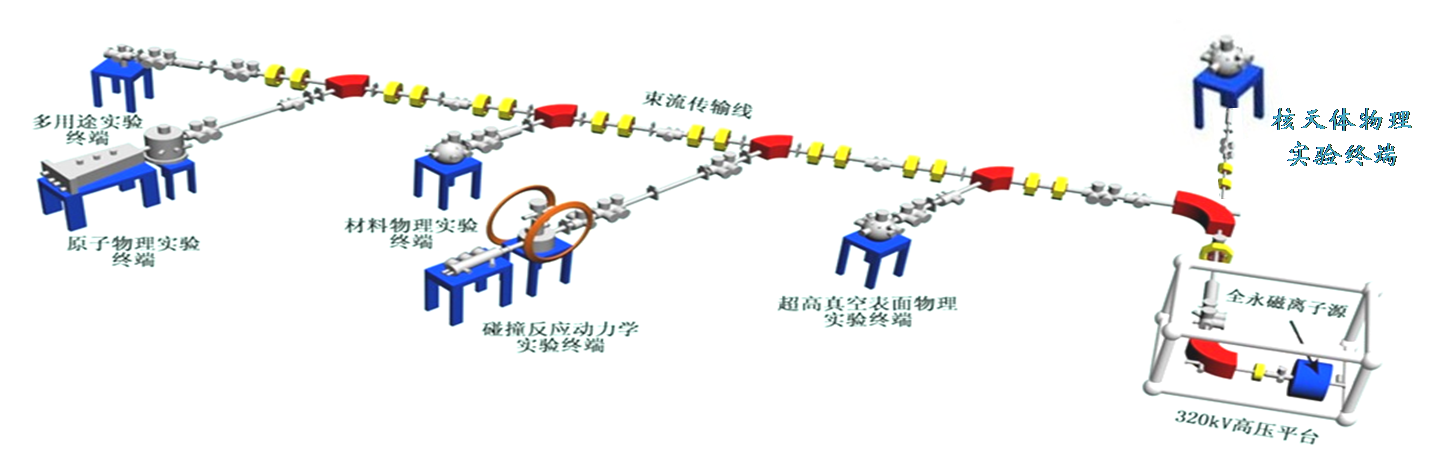 束流传输线
核天体物理
实验终端
多用途实验
终端
原子物理实验
终端
材料物理实验
终端
碰撞反应动力学
实验终端
超高真空表面物理
实验终端
全永磁离子源
320kV高压平台